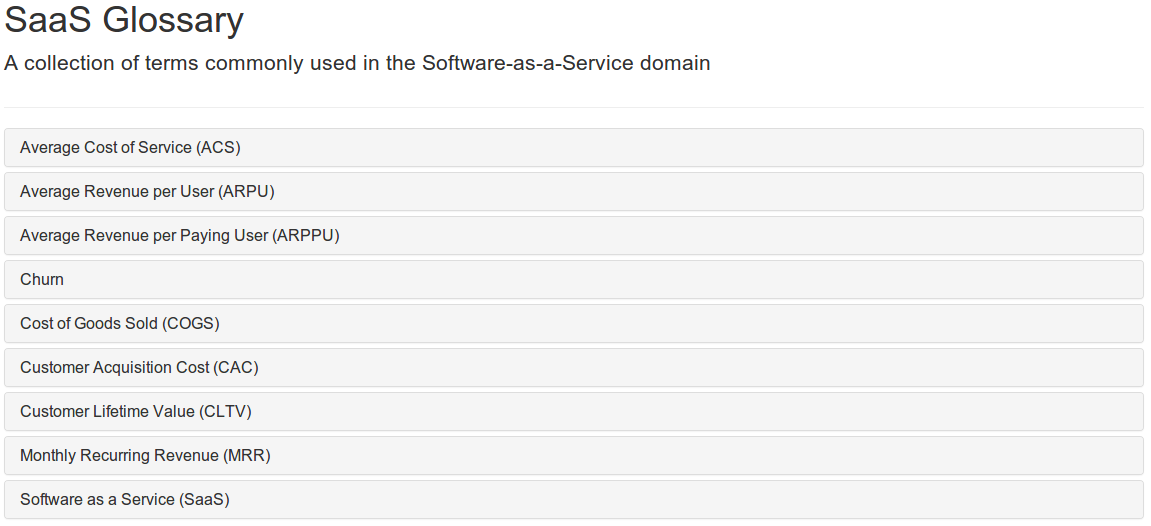 SaaS Glossary
A collection of terms commonly used in the Software-as-a-Service domain
Average Cost of Service (ACS)
Average Revenue per User (ARPU)
Average Revenue per Paying User (ARPPU)
Churn
Cost of Goods Sold (COGS)
Customer Acquisition Cost (CAC)
Customer Lifetime Value (CLTV)
Monthly Recurring Revenue (MRR)
Software as a Service (SaaS)